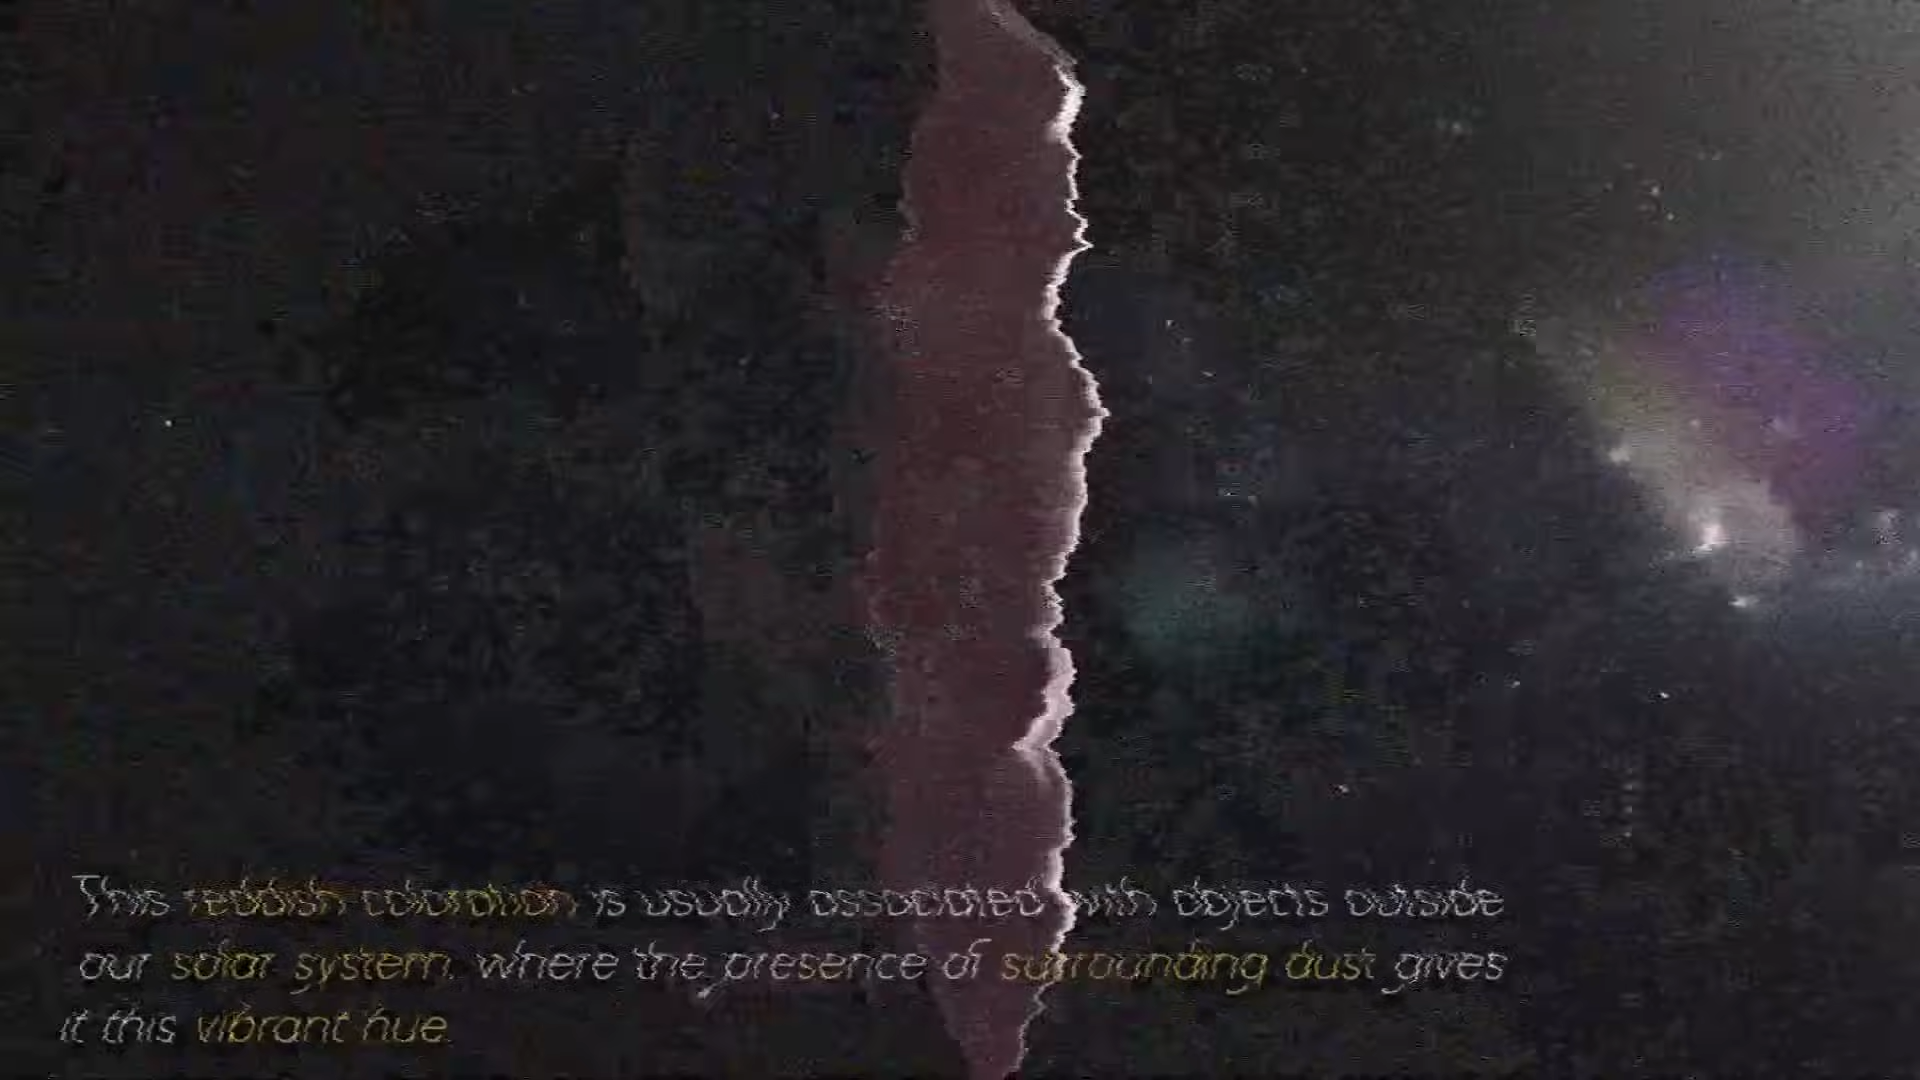 This reddish coloration is usually associated with objects outside
our solar system, where the presence of surrounding dust gives
it this vibrant hue.